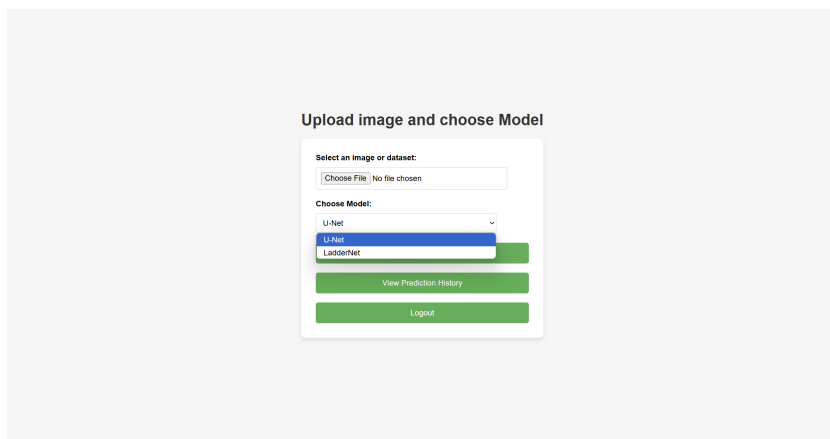 Upload image and choose Model
Select an image or dataset:
Choose File No file chosen
Choose Model:
U-Net
U-Net
LadderNet
View Prediction History
Logout